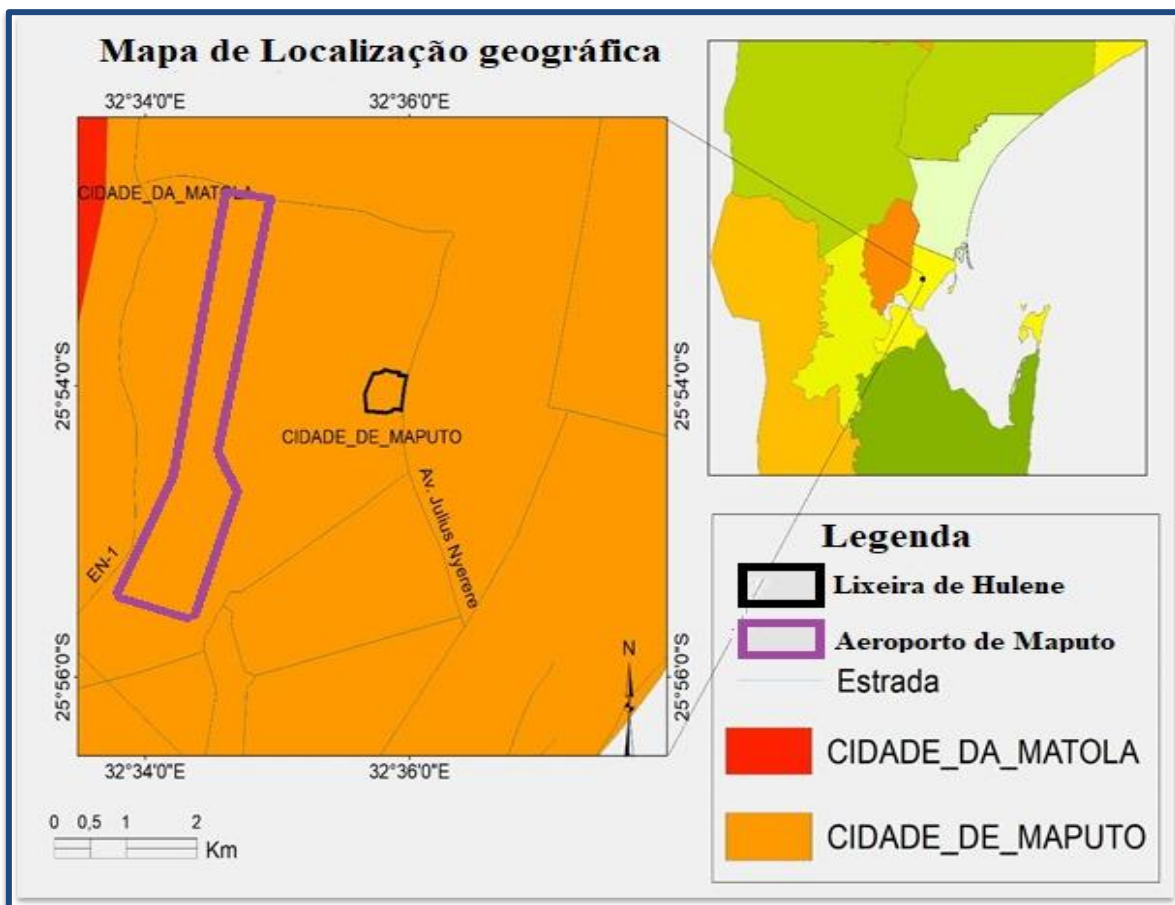 Mapa de Localização geográfica
32°34'0"E
32°36'0"E
CIDADE_DA_MATOLA
25°54'0"S
25°54'0"S
CIDADE_DE_MAPUTO
Av. Julius Nyerere
EN-1
25°56'0"S
25°56'0"S
N
32°34'0"E
32°36'0"E
0 0,5 1 2
Km
Legenda
Lixeira de Hulene
Aeroporto de Maputo
Estrada
CIDADE_DA_MATOLA
CIDADE_DE_MAPUTO